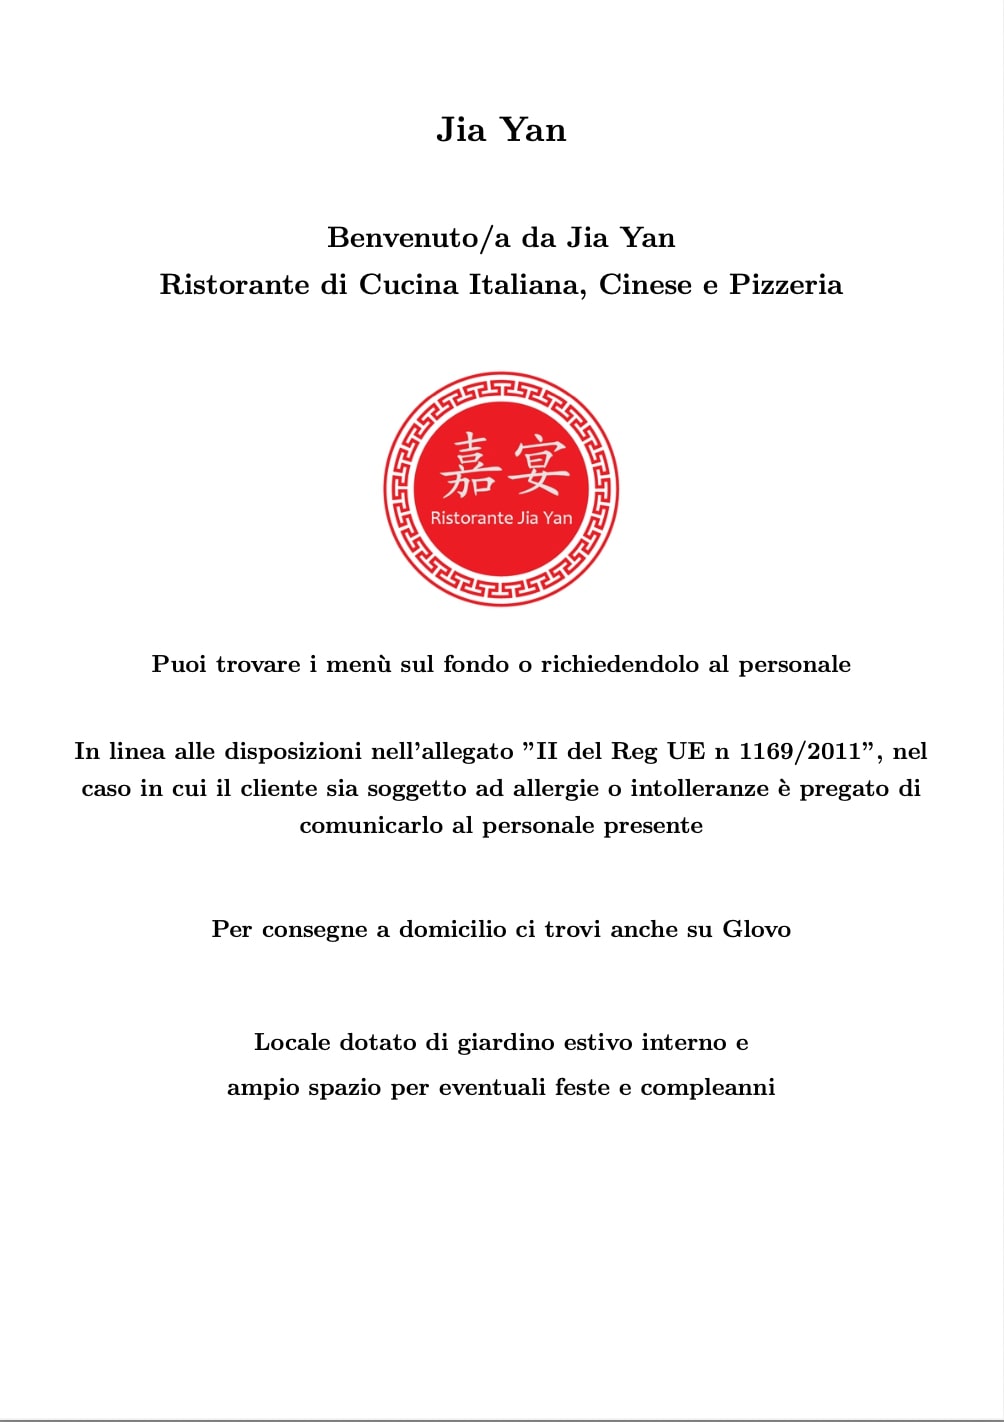 Jia Yan
Benvenuto/a da Jia Yan
Ristorante di Cucina Italiana, Cinese e Pizzeria
嘉宴
Ristorante Jia Yan
Puoi trovare i menù sul fondo o richiedendolo al personale
In linea alle disposizioni nell'allegato ”II del Reg UE n 1169/2011”, nel
caso in cui il cliente sia soggetto ad allergie o intolleranze è pregato di
comunicarlo al personale presente
Per consegne a domicilio ci trovi anche su Glovo
Locale dotato di giardino estivo interno e
ampio spazio per eventuali feste e compleanni